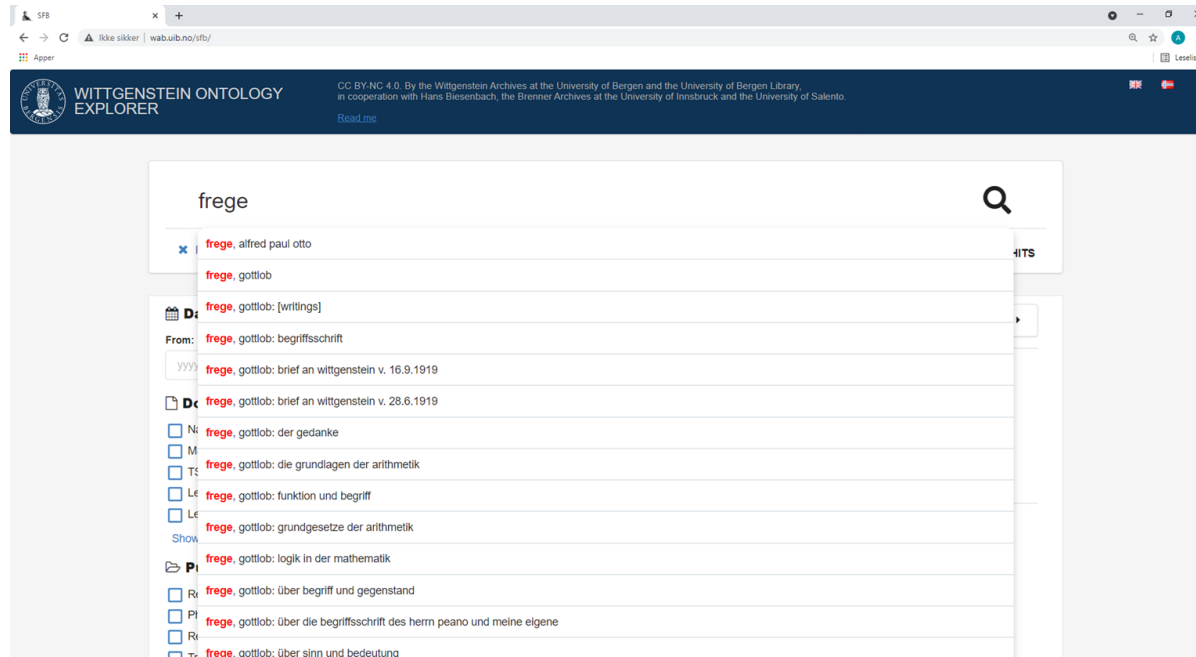 SFB
Ikke sikker | wab.uib.no/sfb/
A
Apper
Leselis
WITTGENSTEIN ONTOLOGY
EXPLORER
CC BY-NC 4.0. By the Wittgenstein Archives at the University of Bergen and the University of Bergen Library,
in cooperation with Hans Biesenbach, the Brenner Archives at the University of Innsbruck and the University of Salento.
Read me
frege
HITS
frege, alfred paul otto
frege, gottlob
frege, gottlob: [writings]
frege, gottlob: begriffsschrift
From:
yyyy
frege, gottlob: brief an wittgenstein v. 16.9.1919
frege, gottlob: brief an wittgenstein v. 28.6.1919
frege, gottlob: der gedanke
frege, gottlob: die grundlagen der arithmetik
frege, gottlob: funktion und begriff
frege, gottlob: grundgesetze der arithmetik
Show
frege, gottlob: logik in der mathematik
frege, gottlob: über begriff und gegenstand
frege, gottlob: über die begriffsschrift des herrn peano und meine eigene
frege, gottlob: über sinn und bedeutung